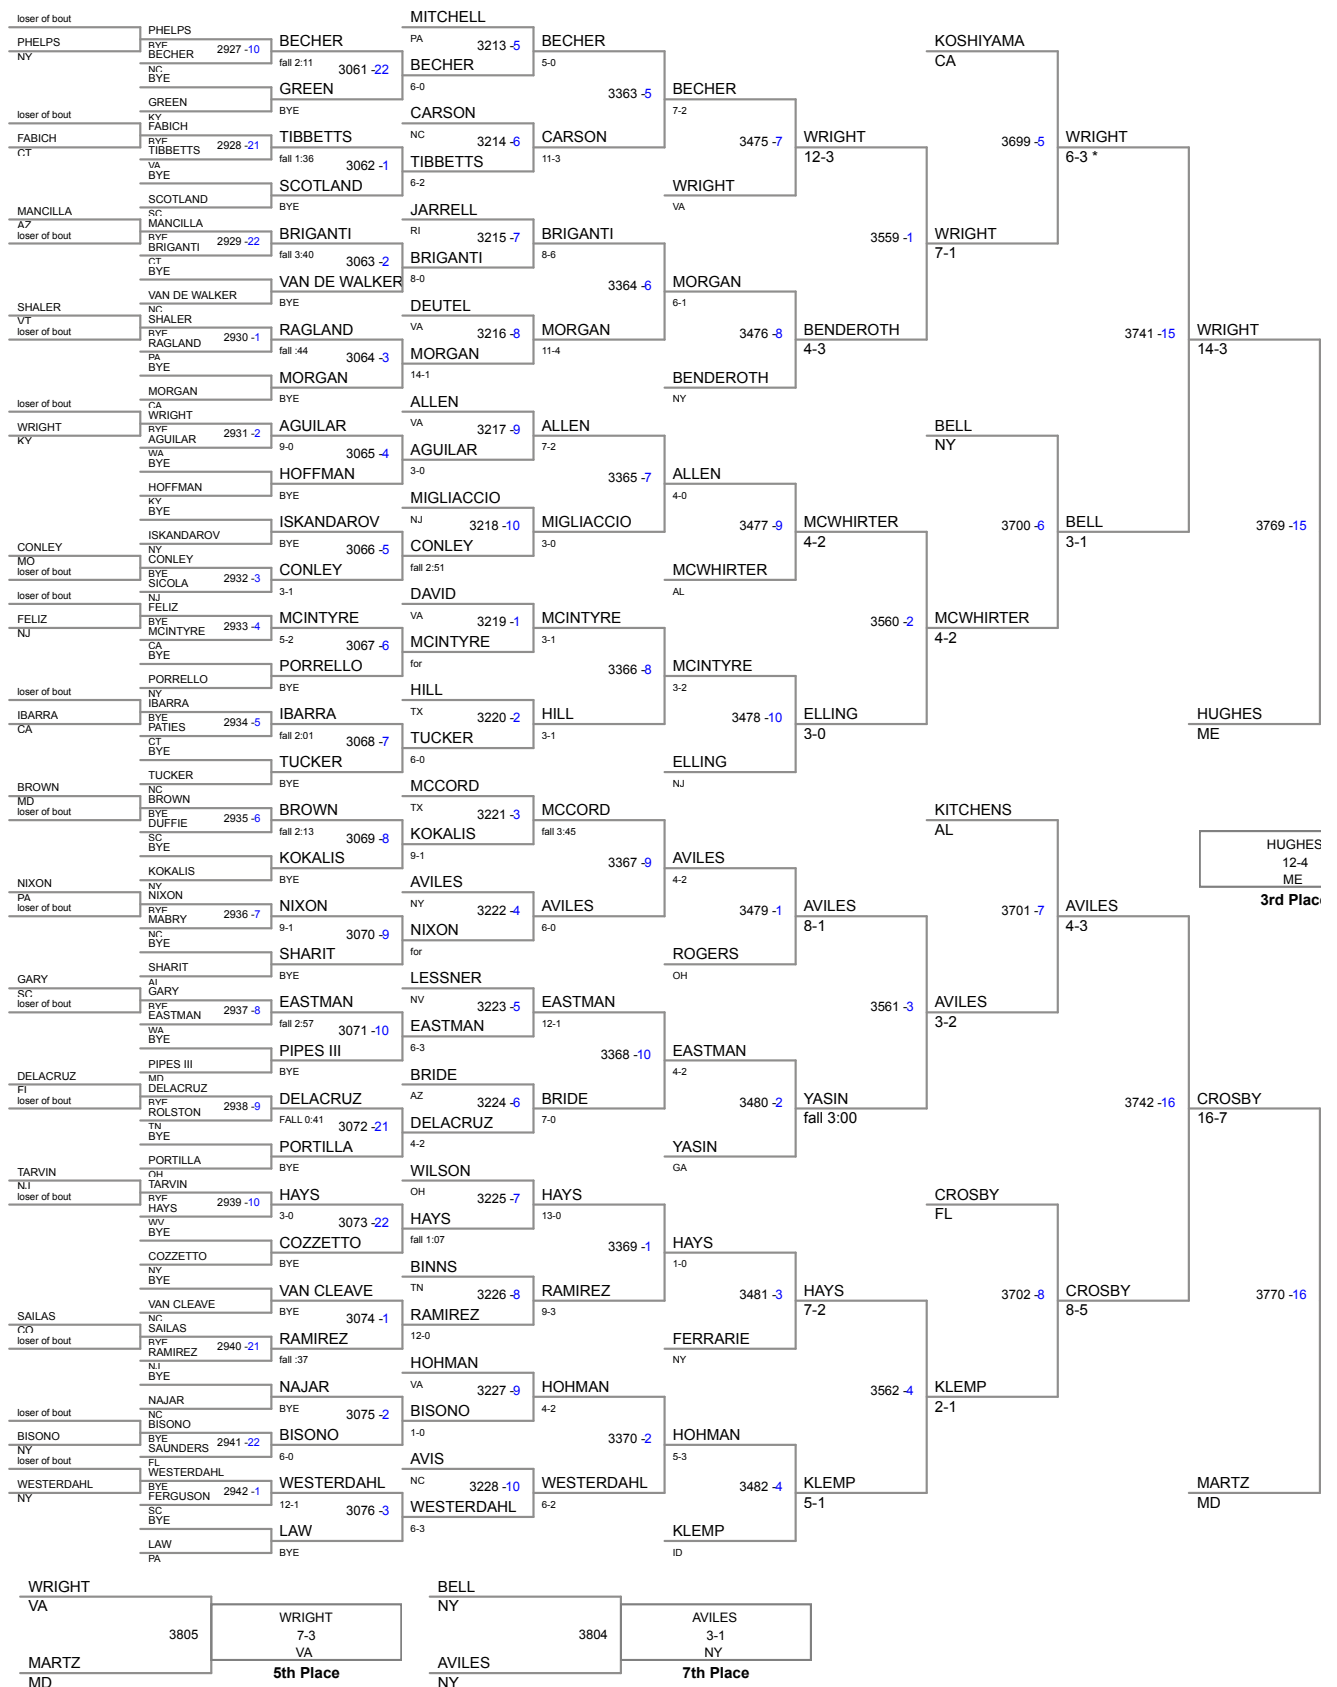 loser of bout
PHELPS
NY
loser of bout
FABICH
CT
MANCILLA
AZ
loser of bout
SHALER
VT
loser of bout
loser of bout
WRIGHT
KY
CONLEY
MO
loser of bout
loser of bout
FELIZ
NJ
loser of bout
IBARRA
CA
BROWN
MD
loser of bout
NIXON
PA
loser of bout
GARY
SC
loser of bout
DELACRUZ
FL
loser of bout
TARVIN
NJ
loser of bout
SAILAS
CO
loser of bout
loser of bout
BISONO
NY
loser of bout
WESTERDAHL
NY
PHELPS
BYE 2927 -10
BECHER
NC
BYE
GREEN
KY
FABICH
BYE 2928 -21
TIBBETTS
VA
BYE
SCOTLAND
SC
MANCILLA
BYE 2929 -22
BRIGANTI
CT
BYE
VAN DE WALKER
NC
SHALER
BYE 2930 -1
RAGLAND
PA
BYE
MORGAN
CA
WRIGHT
BYE 2931 -2
AGUILAR
WA
BYE
HOFFMAN
KY
BYE
ISKANDAROV
NY
CONLEY
BYE 2932 -3
SICOLA
NJ
FELIZ
BYE 2933 -4
MCINTYRE
CA
BYE
PORRELLO
NY
IBARRA
BYE 2934 -5
PATIES
CT
BYE
TUCKER
NC
BROWN
BYE 2935 -6
DUFFIE
SC
BYE
KOKALIS
NY
NIXON
BYE 2936 -7
MABRY
NC
BYE
SHARIT
AL
GARY
BYE 2937 -8
EASTMAN
WA
BYE
PIPES III
MD
DELACRUZ
BYE 2938 -9
ROLSTON
TN
BYE
PORTILLA
OH
TARVIN
BYE 2939 -10
HAYS
WV
BYE
COZZETTO
NY
BYE
VAN CLEAVE
NC
SAILAS
BYE 2940 -21
RAMIREZ
NJ
BYE
NAJAR
NC
BISONO
BYE 2941 -22
SAUNDERS
FL
WESTERDAHL
BYE 2942 -1
FERGUSON
SC
BYE
LAW
PA
BECHER
fall 2:11
3061 -22
GREEN
BYE
TIBBETTS
fall 1:36
3062 -1
SCOTLAND
BYE
BRIGANTI
fall 3:40
3063 -2
VAN DE WALKER
BYE
RAGLAND
fall :44
3064 -3
MORGAN
BYE
AGUILAR
9-0
3065 -4
HOFFMAN
BYE
ISKANDAROV
BYE
3066 -5
CONLEY
3-1
MCINTYRE
5-2
3067 -6
PORRELLO
BYE
IBARRA
fall 2:01
3068 -7
TUCKER
BYE
BROWN
fall 2:13
3069 -8
KOKALIS
BYE
NIXON
9-1
3070 -9
SHARIT
BYE
EASTMAN
fall 2:57
3071 -10
PIPES III
BYE
DELACRUZ
FALL 0:41
3072 -21
PORTILLA
BYE
HAYS
3-0
3073 -22
COZZETTO
BYE
VAN CLEAVE
BYE
3074 -1
RAMIREZ
fall :37
NAJAR
BYE
3075 -2
BISONO
6-0
WESTERDAHL
12-1
3076 -3
LAW
BYE
MITCHELL
PA
3213 -5
BECHER
6-0
CARSON
NC
3214 -6
TIBBETTS
6-2
JARRELL
RI
3215 -7
BRIGANTI
8-0
DEUTEL
VA
3216 -8
MORGAN
14-1
ALLEN
VA
3217 -9
AGUILAR
3-0
MIGLIACCIO
NJ
3218 -10
CONLEY
fall 2:51
DAVID
VA
3219 -1
MCINTYRE
for
HILL
TX
3220 -2
TUCKER
6-0
MCCORD
TX
3221 -3
KOKALIS
9-1
AVILES
NY
3222 -4
NIXON
for
LESSNER
NV
3223 -5
EASTMAN
6-3
BRIDE
AZ
3224 -6
DELACRUZ
4-2
WILSON
OH
3225 -7
HAYS
fall 1:07
BINNS
TN
3226 -8
RAMIREZ
12-0
HOHMAN
VA
3227 -9
BISONO
1-0
AVIS
NC
3228 -10
WESTERDAHL
6-3
BECHER
5-0
3363 -5
CARSON
11-3
BRIGANTI
8-6
3364 -6
MORGAN
11-4
ALLEN
7-2
3365 -7
MIGLIACCIO
3-0
MCINTYRE
3-1
3366 -8
HILL
3-1
MCCORD
fall 3:45
3367 -9
AVILES
6-0
EASTMAN
12-1
3368 -10
BRIDE
7-0
HAYS
13-0
3369 -1
RAMIREZ
9-3
HOHMAN
4-2
3370 -2
WESTERDAHL
6-2
BECHER
7-2
3475 -7
WRIGHT
VA
MORGAN
6-1
3476 -8
BENDEROTH
NY
ALLEN
4-0
3477 -9
MCWHIRTER
AL
MCINTYRE
3-2
3478 -10
ELLING
NJ
AVILES
4-2
3479 -1
ROGERS
OH
EASTMAN
4-2
3480 -2
YASIN
GA
HAYS
1-0
3481 -3
FERRARIE
NY
HOHMAN
5-3
3482 -4
KLEMP
ID
WRIGHT
12-3
3559 -1
BENDEROTH
4-3
MCWHIRTER
4-2
3560 -2
ELLING
3-0
AVILES
8-1
3561 -3
YASIN
fall 3:00
HAYS
7-2
3562 -4
KLEMP
5-1
KOSHIYAMA
CA
3699 -5
WRIGHT
7-1
BELL
NY
3700 -6
MCWHIRTER
4-2
KITCHENS
AL
3701 -7
AVILES
3-2
CROSBY
FL
3702 -8
KLEMP
2-1
WRIGHT
6-3 *
3741 -15
BELL
3-1
AVILES
4-3
3742 -16
CROSBY
8-5
WRIGHT
14-3
3769 -15
HUGHES
ME
HUGHES
12-4
ME
3rd Place
CROSBY
16-7
3770 -16
MARTZ
MD
WRIGHT
VA
3805
MARTZ
MD
WRIGHT
7-3
VA
5th Place
BELL
NY
3804
AVILES
NY
AVILES
3-1
NY
7th Place